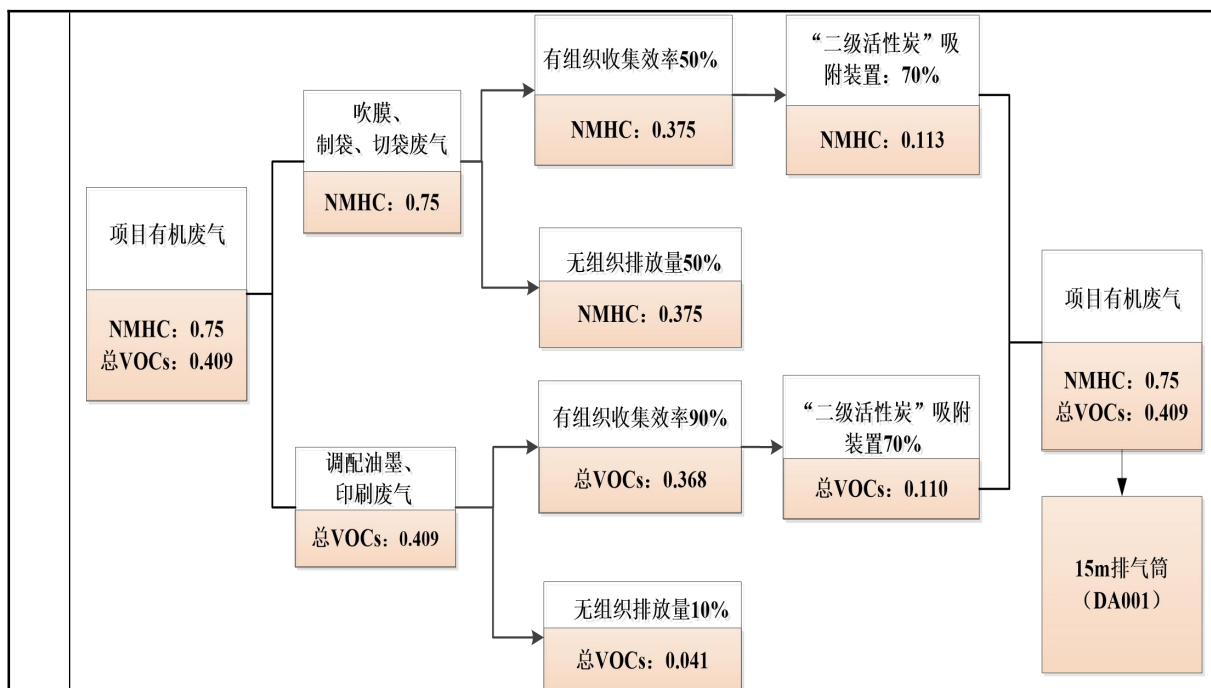 项目有机废气
NMHC：0.75
总VOCs：0.409
吹膜、
制袋、切袋废气
NMHC：0.75
有组织收集效率50%
NMHC：0.375
“二级活性炭”吸
附装置：70%
NMHC：0.113
无组织排放量50%
NMHC：0.375
调配油墨、
印刷废气
总VOCs：0.409
有组织收集效率90%
总VOCs：0.368
“二级活性炭”吸附
装置70%
总VOCs：0.110
无组织排放量10%
总VOCs：0.041
项目有机废气
NMHC：0.75
总VOCs：0.409
15m排气筒
（DA001）